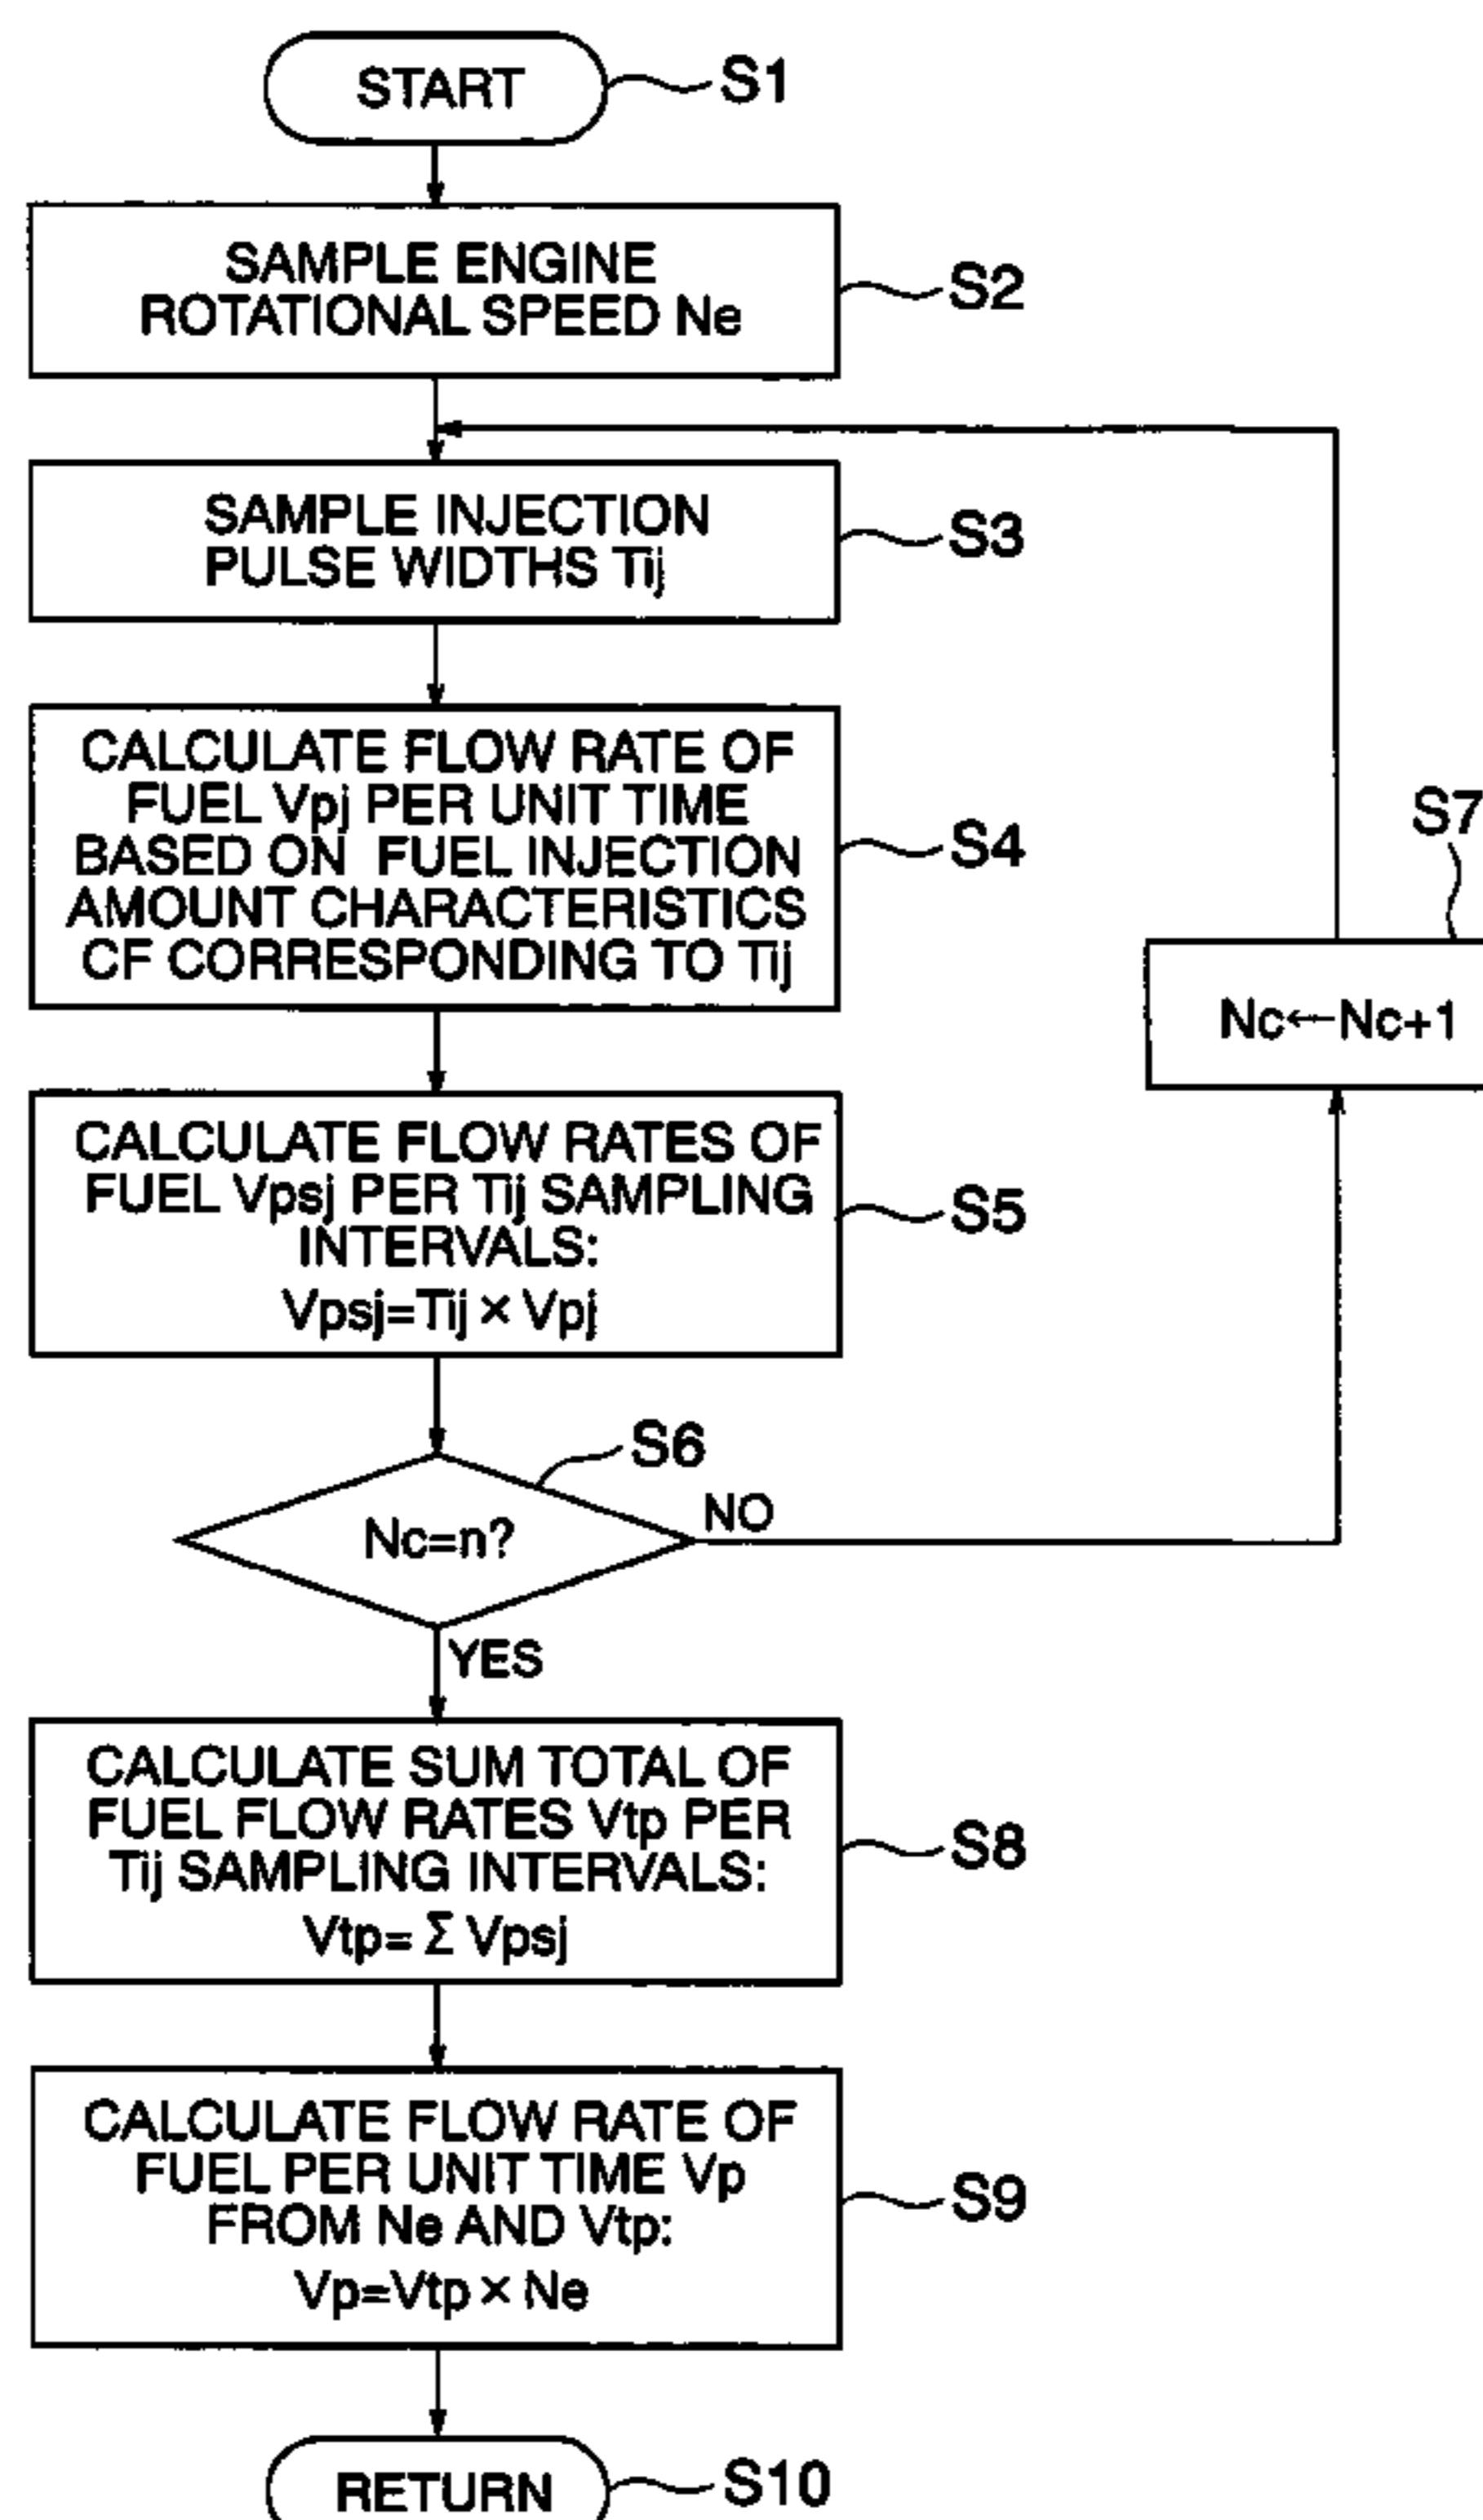 START
S1
SAMPLE ENGINE
ROTATIONAL SPEED Ne
S2
SAMPLE INJECTION
PULSE WIDTHS Tij
S3
CALCULATE FLOW RATE OF
FUEL Vpj PER UNIT TIME
BASED ON FUEL INJECTION
AMOUNT CHARACTERISTICS
CF CORRESPONDING TO Tij
S4
S7
Nc←Nc+1
CALCULATE FLOW RATES OF
FUEL Vpsj PER Tij SAMPLING
INTERVALS:
Vpsj=Tij × Vpj
S5
S6
Nc=n?
NO
YES
CALCULATE SUM TOTAL OF
FUEL FLOW RATES Vtp PER
Tij SAMPLING INTERVALS:
Vtp= Σ Vpsj
S8
CALCULATE FLOW RATE OF
FUEL PER UNIT TIME Vp
FROM Ne AND Vtp:
Vp=Vtp × Ne
S9
RETURN
S10